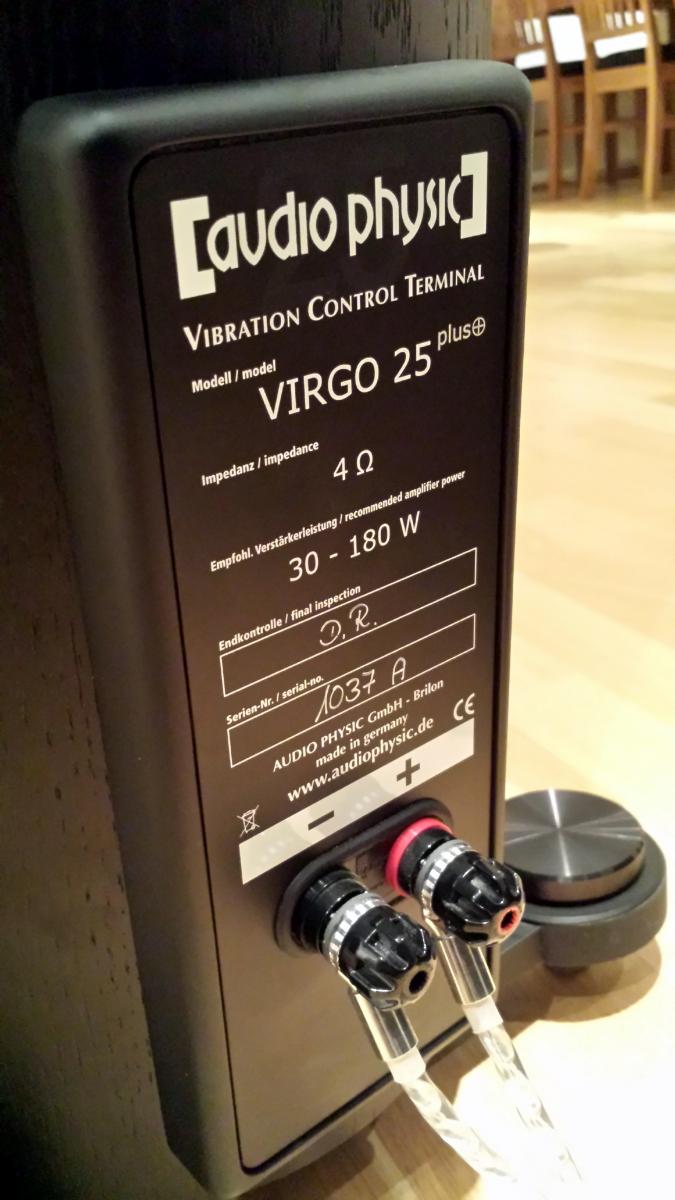 [audio physic]
VIBRATION CONTROL TERMINAL
Modell / model
VIRGO 25 plus⊕
Impedanz / impedance
4 Ω
Empfohl. Verstärkerleistung / recommended amplifier power
30 - 180 W
Endkontrolle / final inspection
D. R.
Serien-Nr. / serial-no.
1037 A
AUDIO PHYSIC GmbH - Brilon
made in germany
www.audiophysic.de
CE
− +